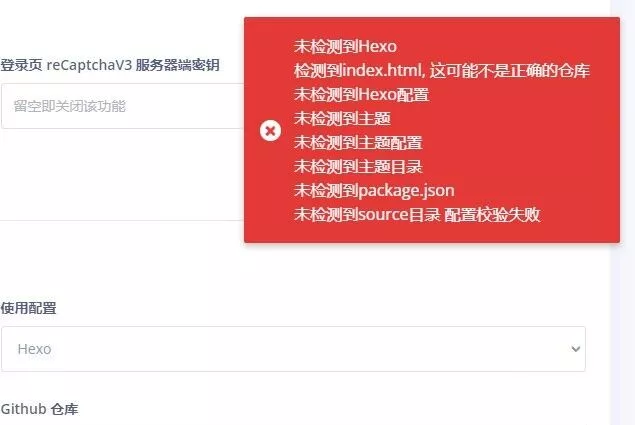 未检测到Hexo
检测到index.html, 这可能不是正确的仓库
未检测到Hexo配置
未检测到主题
未检测到主题配置
未检测到主题目录
未检测到package.json
未检测到source目录 配置校验失败
登录页 reCaptchaV3 服务器端密钥
留空即关闭该功能
使用配置
Hexo
Github 仓库